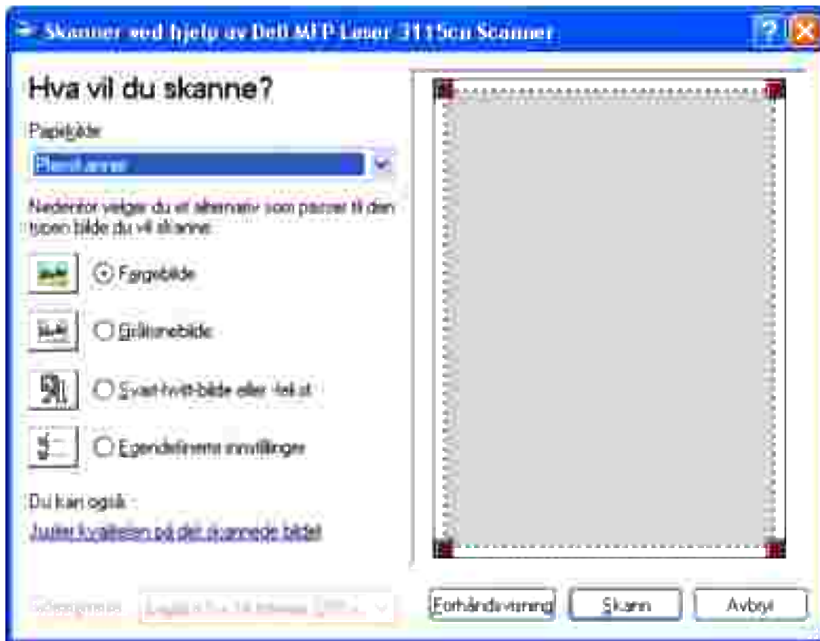 Skanner ved hjelp av Dell MFP Laser 3115cn Scanner
Hva vil du skanne?
Papirkilde
Planskanner
Nedenfor velger du et alternativ som passer til den
typen bilde du vil skanne.
Fargebilde
Gråtonebilde
Svart-hvitt-bilde eller -tekst
Egendefinerte innstillinger
Du kan også:
Juster kvaliteten på det skannede bildet
Forhåndsvisning
Skann
Avbryt